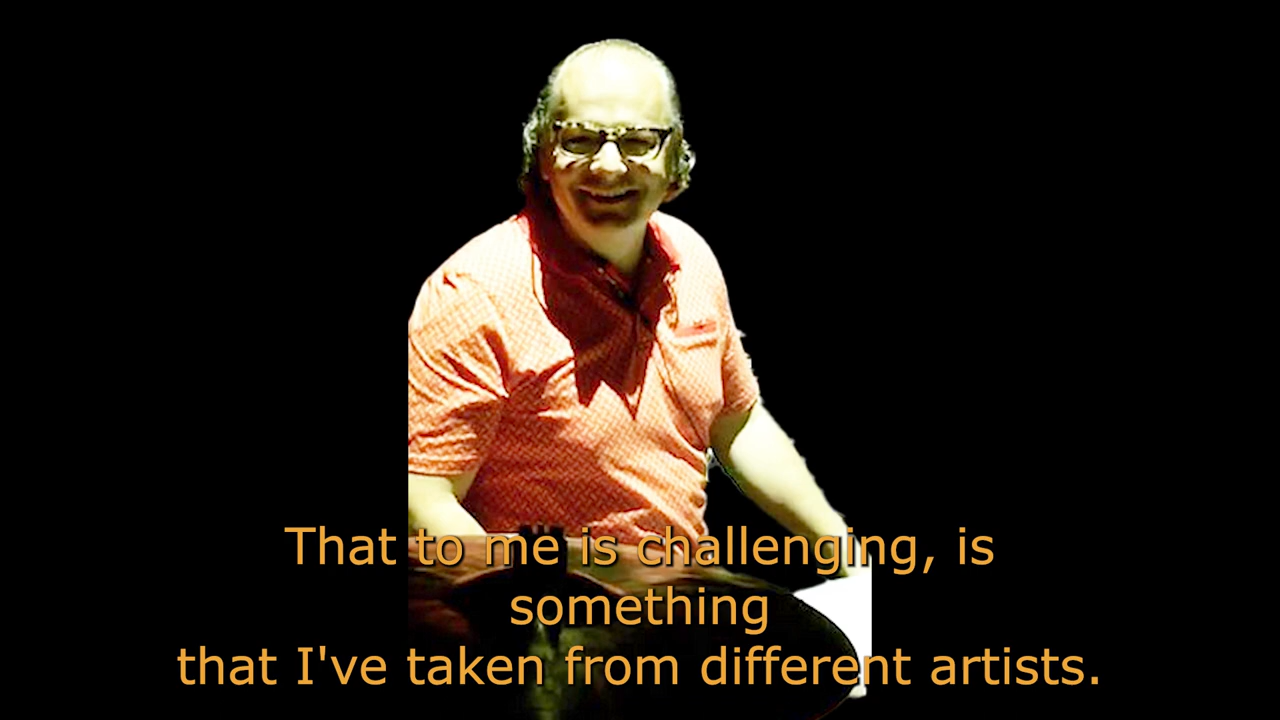 That to me is challenging, is
something
that I've taken from different artists.